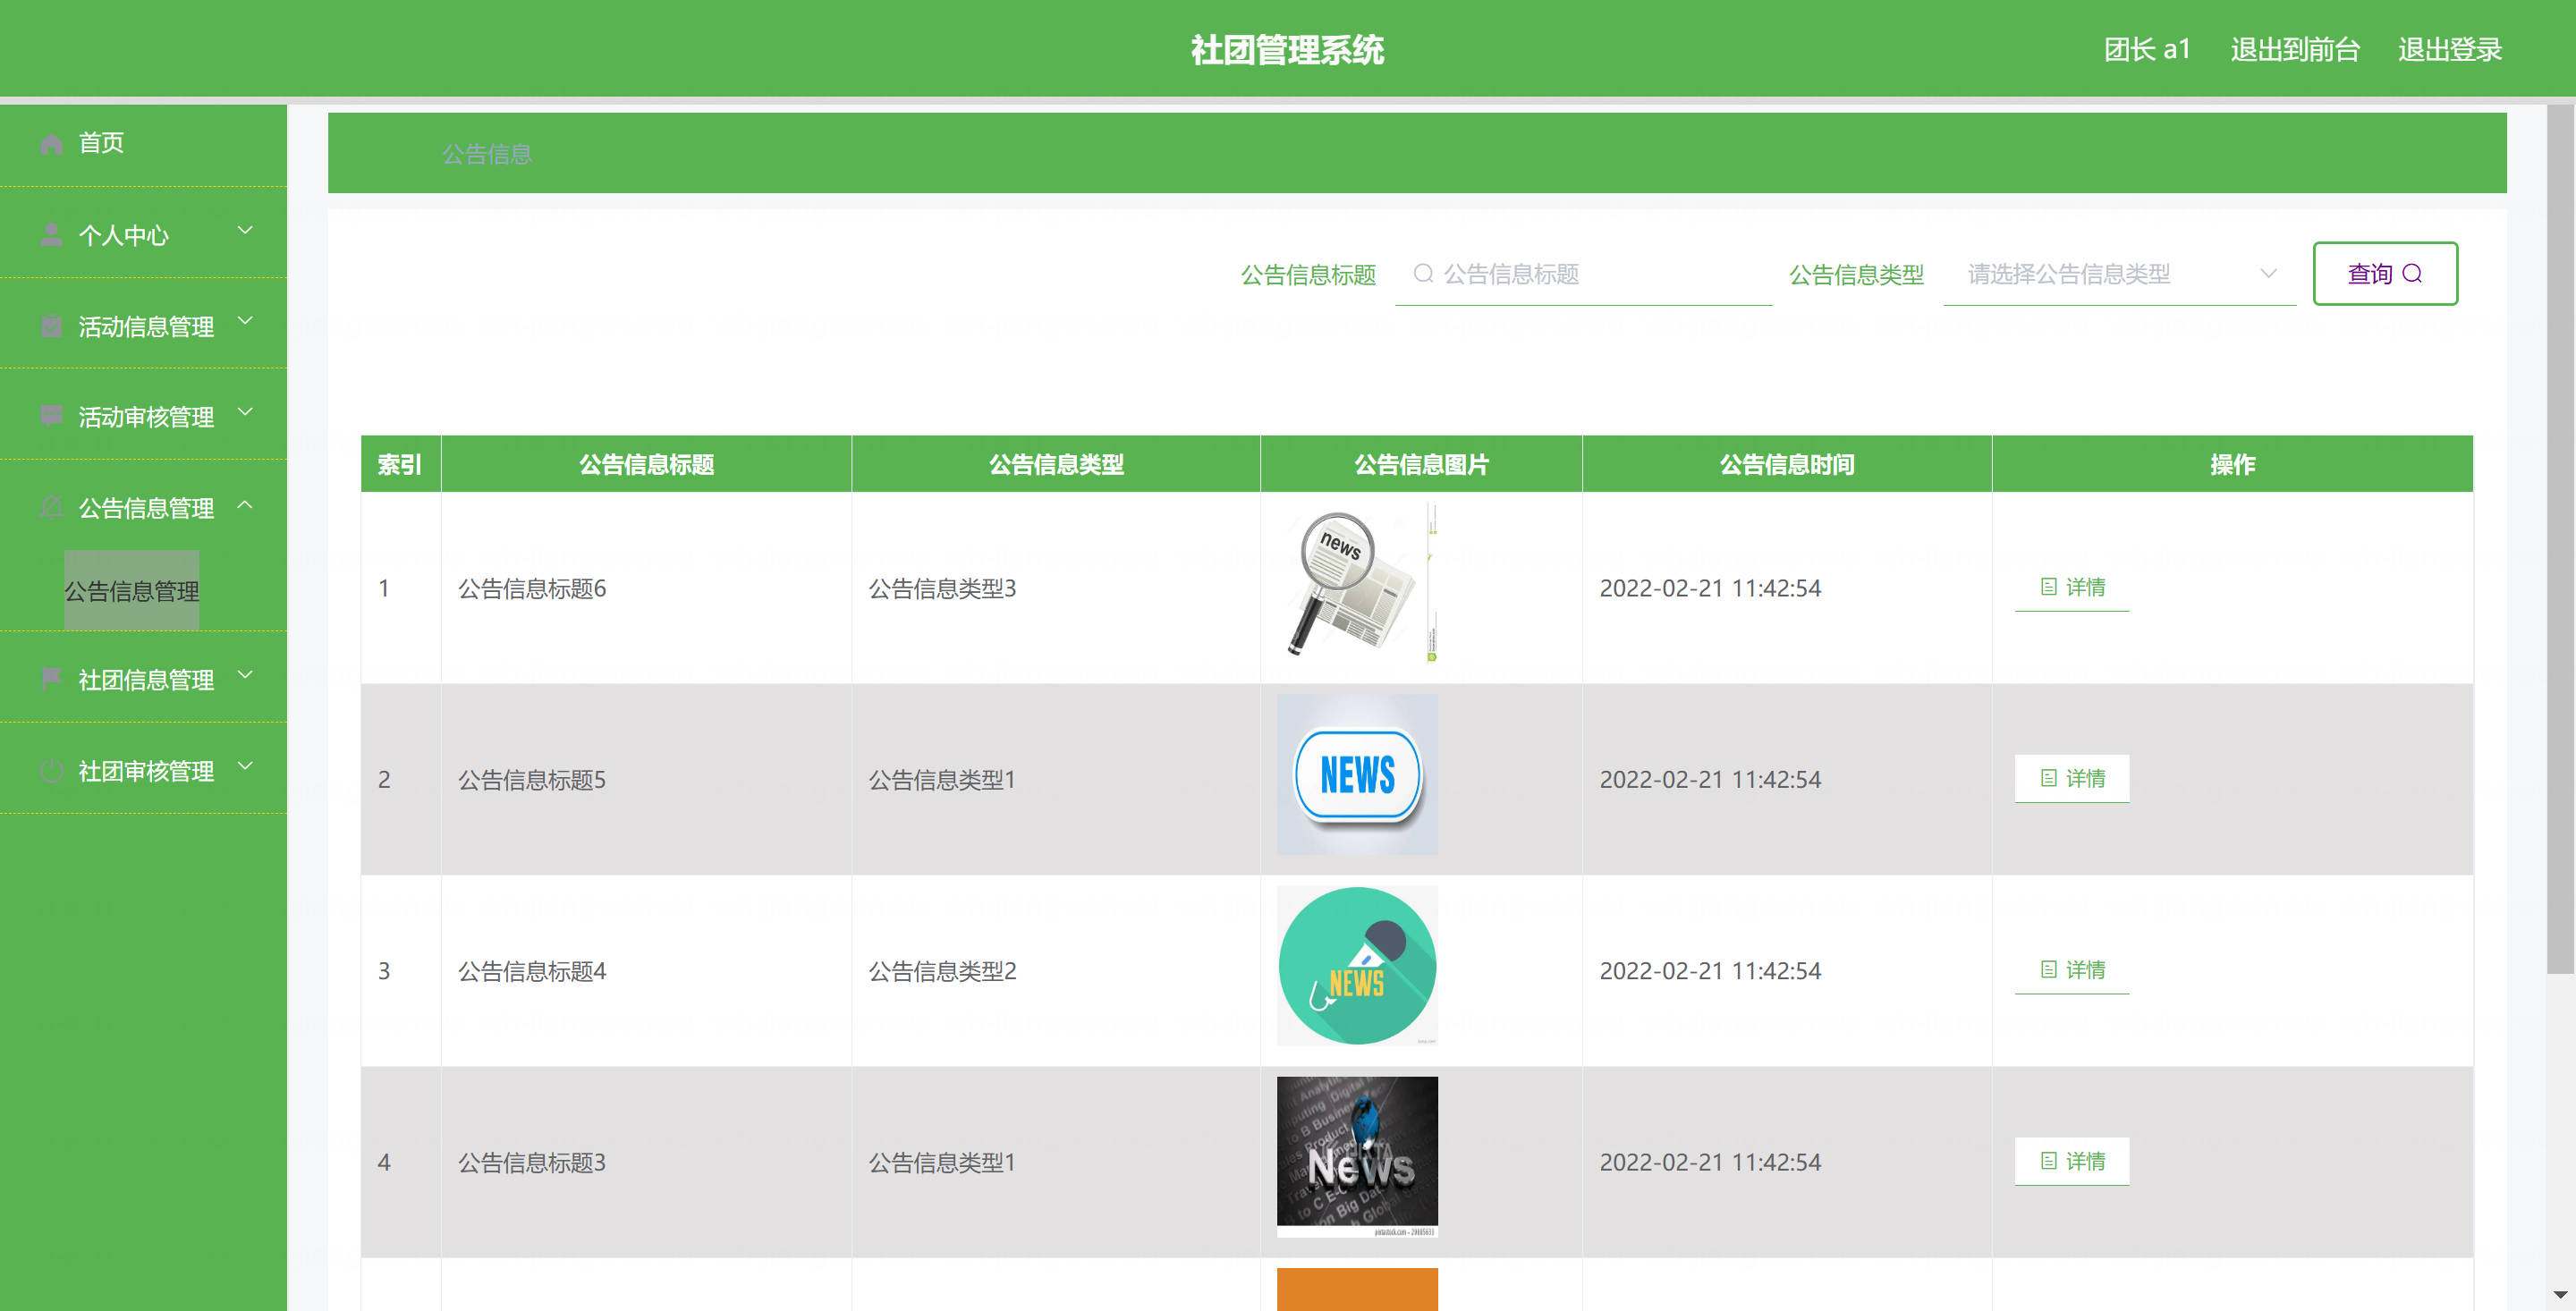 社团管理系统
团长 a1 退出到前台 退出登录
首页
个人中心
活动信息管理
活动审核管理
公告信息管理
公告信息管理
社团信息管理
社团审核管理
公告信息
公告信息标题 公告信息标题 公告信息类型 请选择公告信息类型 查询
索引 公告信息标题 公告信息类型 公告信息图片 公告信息时间 操作
1 公告信息标题6 公告信息类型3 news 2022-02-21 11:42:54 详情
2 公告信息标题5 公告信息类型1 NEWS 2022-02-21 11:42:54 详情
3 公告信息标题4 公告信息类型2 NEWS 2022-02-21 11:42:54 详情
4 公告信息标题3 公告信息类型1 News 2022-02-21 11:42:54 详情